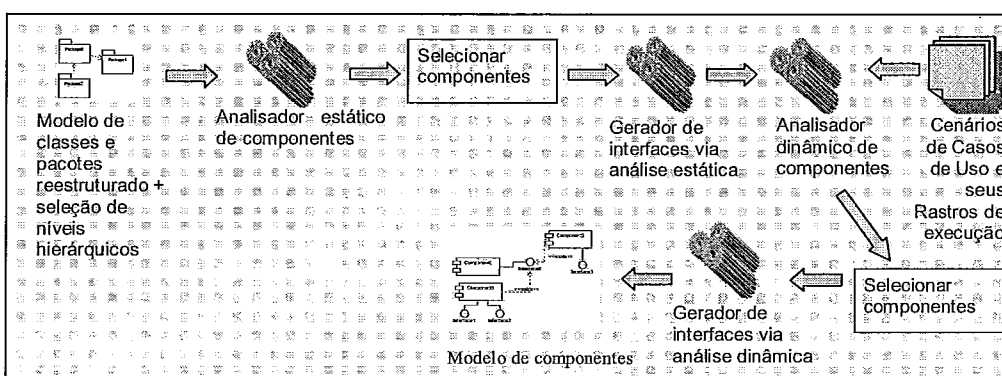 Modelo de
classes e
pacotes
reestruturado +
seleção de
níveis
hierárquicos
Analisador estático
de componentes
Selecionar
componentes
Gerador de
interfaces via
análise estática
Analisador
dinâmico de
componentes
Cenários
de Casos
de Uso e
seus
Rastros de
execução
Selecionar
componentes
Gerador de
interfaces via
análise dinâmica
Modelo de componentes